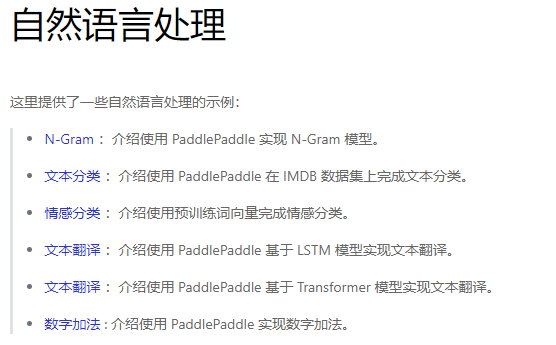 自然语言处理
这里提供了一些自然语言处理的示例：
N-Gram ：介绍使用 PaddlePaddle 实现 N-Gram 模型。
文本分类 ：介绍使用 PaddlePaddle 在 IMDB 数据集上完成文本分类。
情感分类 ：介绍使用预训练词向量完成情感分类。
文本翻译 ：介绍使用 PaddlePaddle 基于 LSTM 模型实现文本翻译。
文本翻译 ：介绍使用 PaddlePaddle 基于 Transformer 模型实现文本翻译。
数字加法 : 介绍使用 PaddlePaddle 实现数字加法。